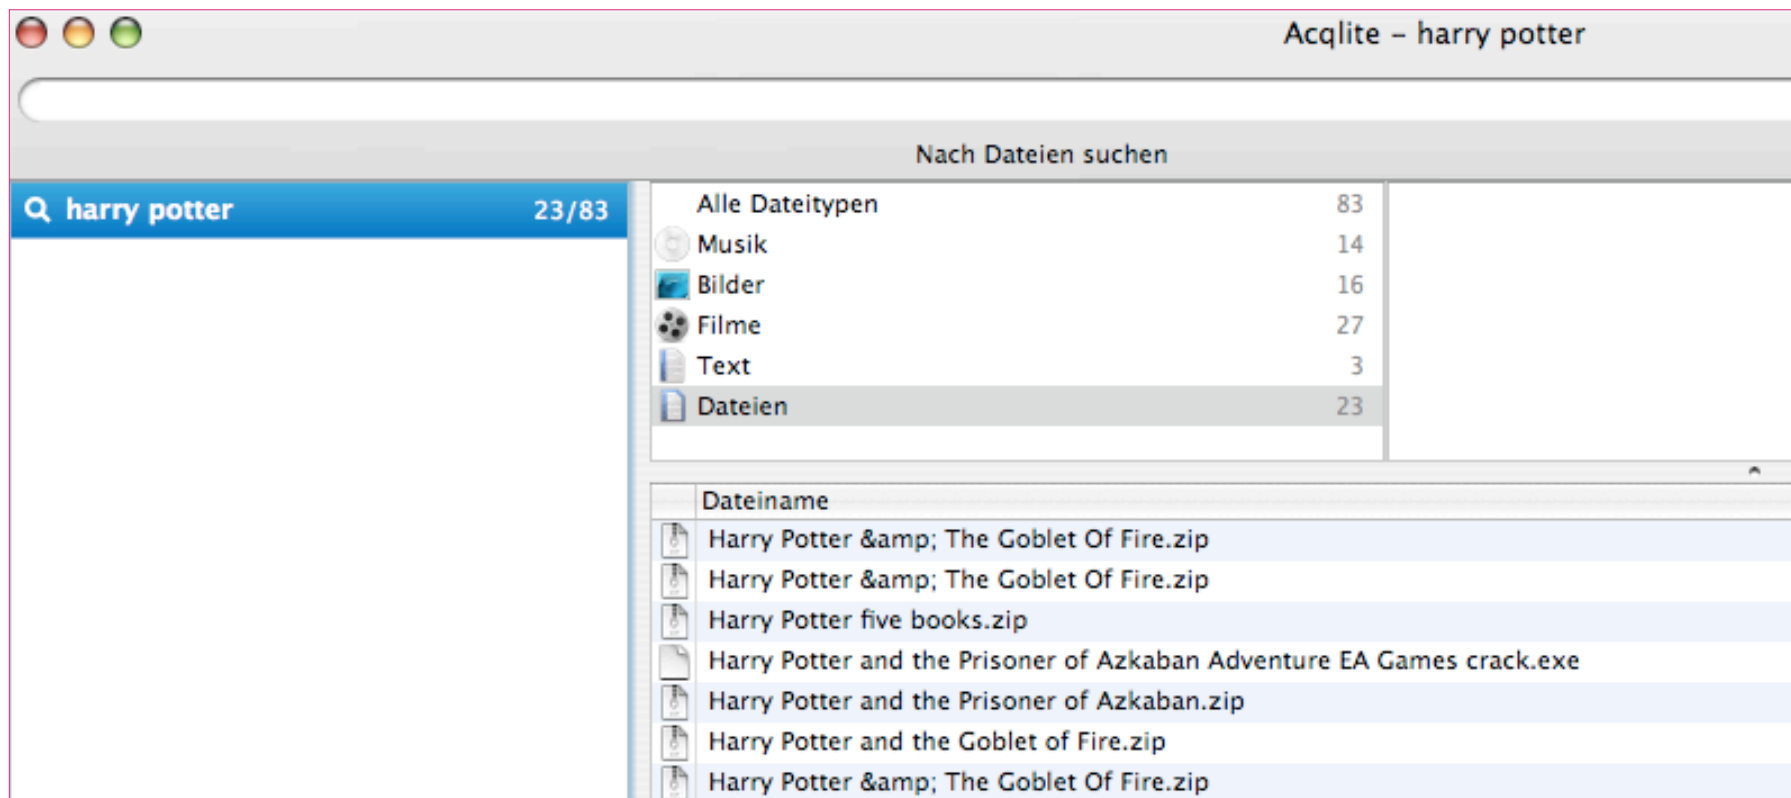 Acqlite – harry potter
Nach Dateien suchen
harry potter 23/83
Alle Dateitypen 83
Musik 14
Bilder 16
Filme 27
Text 3
Dateien 23
Dateiname
Harry Potter &amp; The Goblet Of Fire.zip
Harry Potter &amp; The Goblet Of Fire.zip
Harry Potter five books.zip
Harry Potter and the Prisoner of Azkaban Adventure EA Games crack.exe
Harry Potter and the Prisoner of Azkaban.zip
Harry Potter and the Goblet of Fire.zip
Harry Potter &amp; The Goblet Of Fire.zip